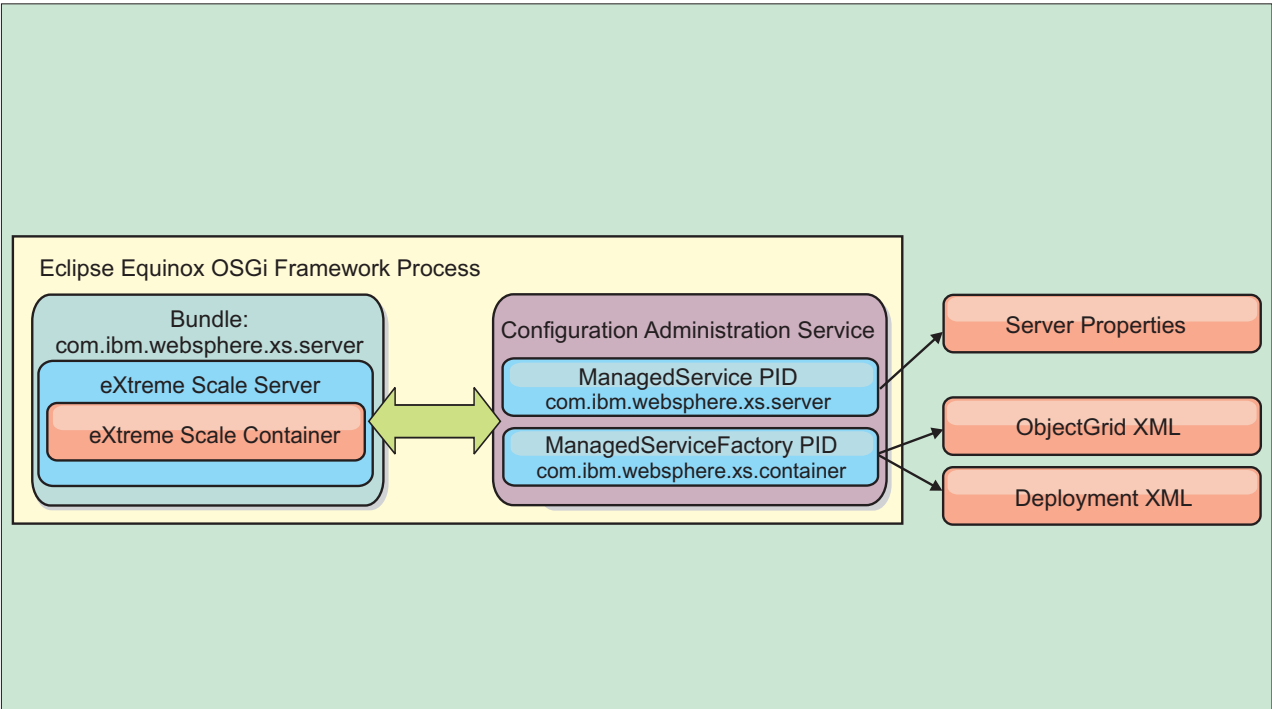 Eclipse Equinox OSGi Framework Process
Bundle:
com.ibm.websphere.xs.server
eXtreme Scale Server
eXtreme Scale Container
Configuration Administration Service
ManagedService PID
com.ibm.websphere.xs.server
ManagedServiceFactory PID
com.ibm.websphere.xs.container
Server Properties
ObjectGrid XML
Deployment XML